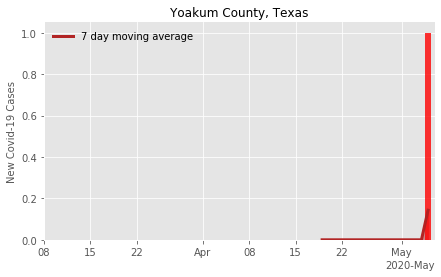 Yoakum County, Texas
7 day moving average
New Covid-19 Cases
1.0
0.8
0.6
0.4
0.2
0.0
08 15 22 Apr 08 15 22 May
2020-May